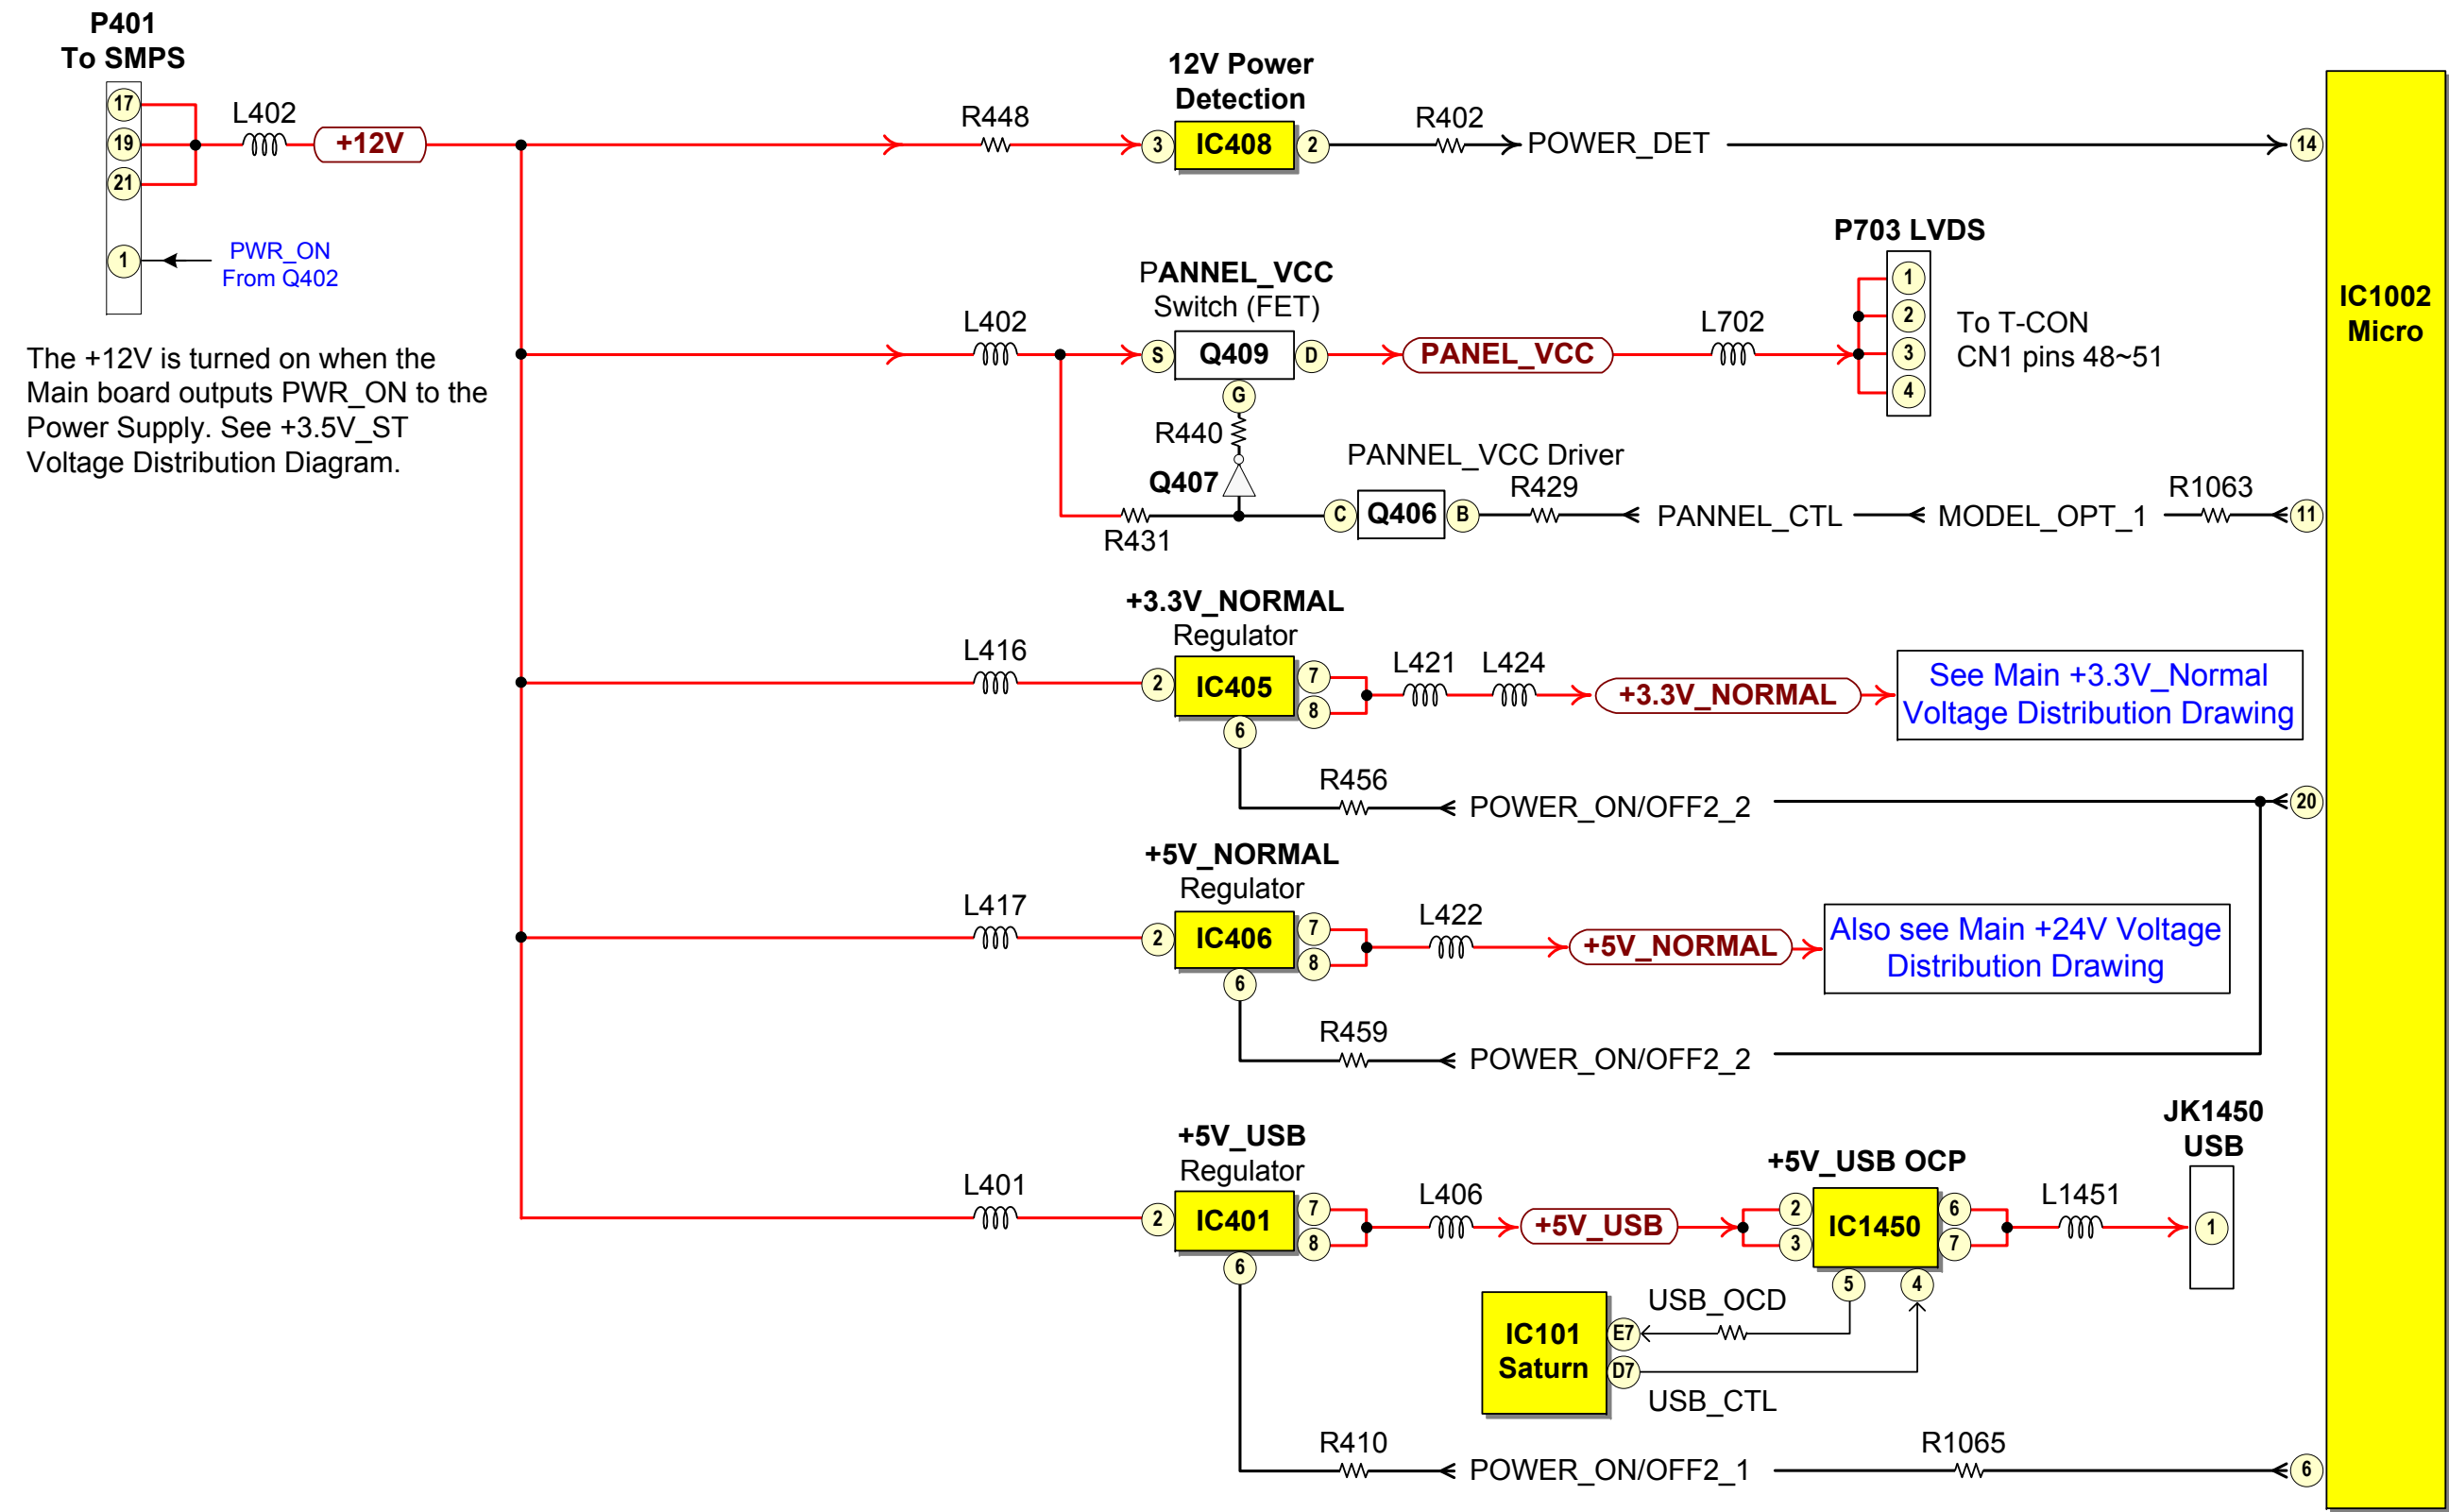 P401
To SMPS
17
19
21
1
L402
+12V
PWR_ON
From Q402
The +12V is turned on when the
Main board outputs PWR_ON to the
Power Supply. See +3.5V_ST
Voltage Distribution Diagram.
R448
12V Power
Detection
3
IC408
2
R402
POWER_DET
14
IC1002
Micro
L402
PANNEL_VCC
Switch (FET)
S
Q409
D
G
PANEL_VCC
L702
P703 LVDS
1
2
3
4
To T-CON
CN1 pins 48~51
R440
Q407
R431
PANNEL_VCC Driver
C
Q406
B
R429
PANNEL_CTL
MODEL_OPT_1
R1063
11
+3.3V_NORMAL
Regulator
L416
2
IC405
7
8
6
L421
L424
+3.3V_NORMAL
See Main +3.3V_Normal
Voltage Distribution Drawing
R456
POWER_ON/OFF2_2
20
+5V_NORMAL
Regulator
L417
2
IC406
7
8
6
L422
+5V_NORMAL
Also see Main +24V Voltage
Distribution Drawing
R459
POWER_ON/OFF2_2
+5V_USB
Regulator
L401
2
IC401
7
8
6
L406
+5V_USB
+5V_USB OCP
2
3
IC1450
6
7
5
4
L1451
JK1450
USB
1
IC101
Saturn
E7
D7
USB_OCD
USB_CTL
R410
POWER_ON/OFF2_1
R1065
6